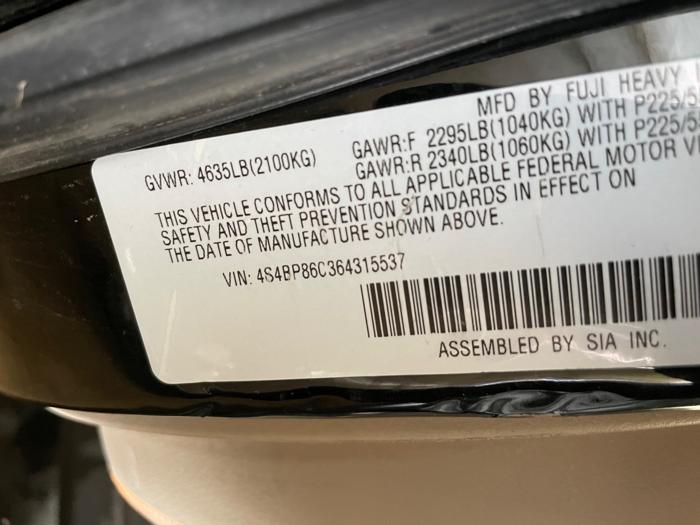 MFD BY FUJI HEAVY
GVWR: 4635LB(2100KG) GAWR:F 2295LB(1040KG) WITH P225/
GAWR:R 2340LB(1060KG) WITH P225/
THIS VEHICLE CONFORMS TO ALL APPLICABLE FEDERAL MOTOR
SAFETY AND THEFT PREVENTION STANDARDS IN EFFECT ON
THE DATE OF MANUFACTURE SHOWN ABOVE.
VIN: 4S4BP86C364315537
ASSEMBLED BY SIA INC.